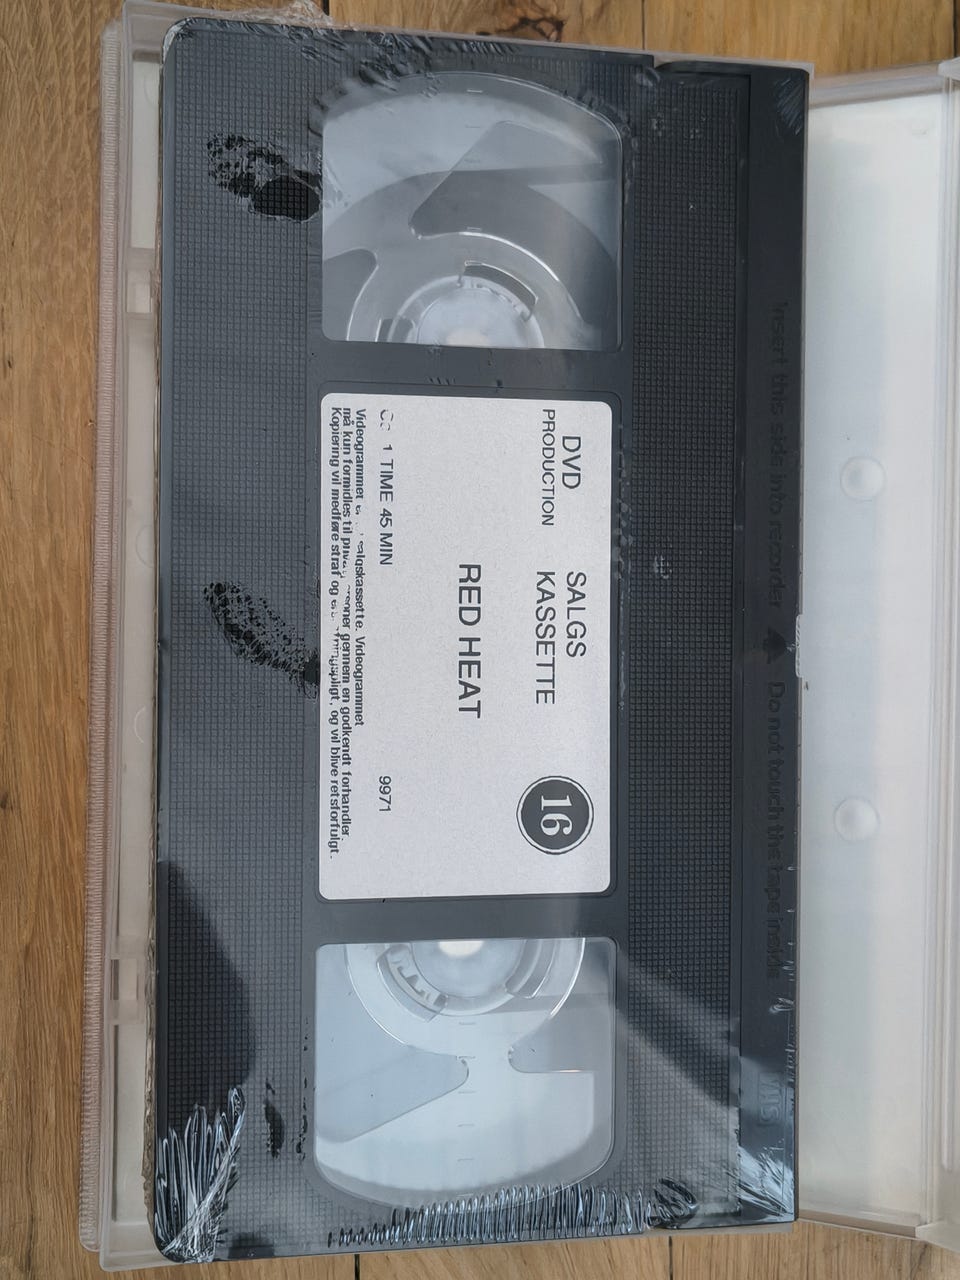 Insert this side into recorder Do not touch the tape inside
VHS
DVD
PRODUCTION
SALGS
KASSETTE
16
RED HEAT
1 TIME 45 MIN
9971
Videogrammet salgskassette. Videogrammet
må kun formidles til gennem en godkendt forhandler.
Kopiering vil medføre straf og , og vil blive retsforfulgt.